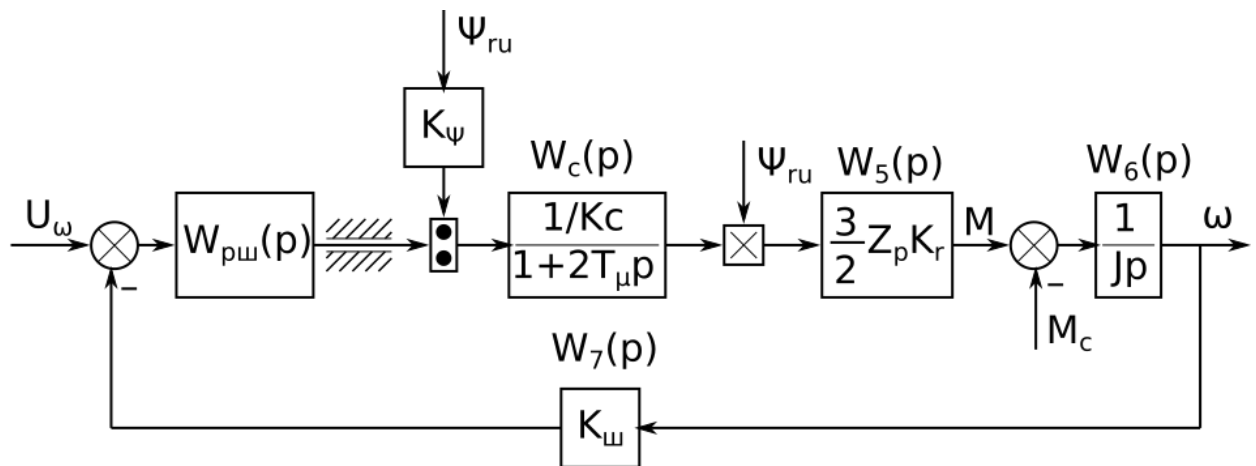 Ψru
Kψ
Wc(p)
Ψru
W5(p)
W6(p)
Uω
Wрш(p)
1/Kc
1+2Tμp
3
2
ZpKr
M
1
Jp
ω
-
-
Mc
W7(p)
Kш